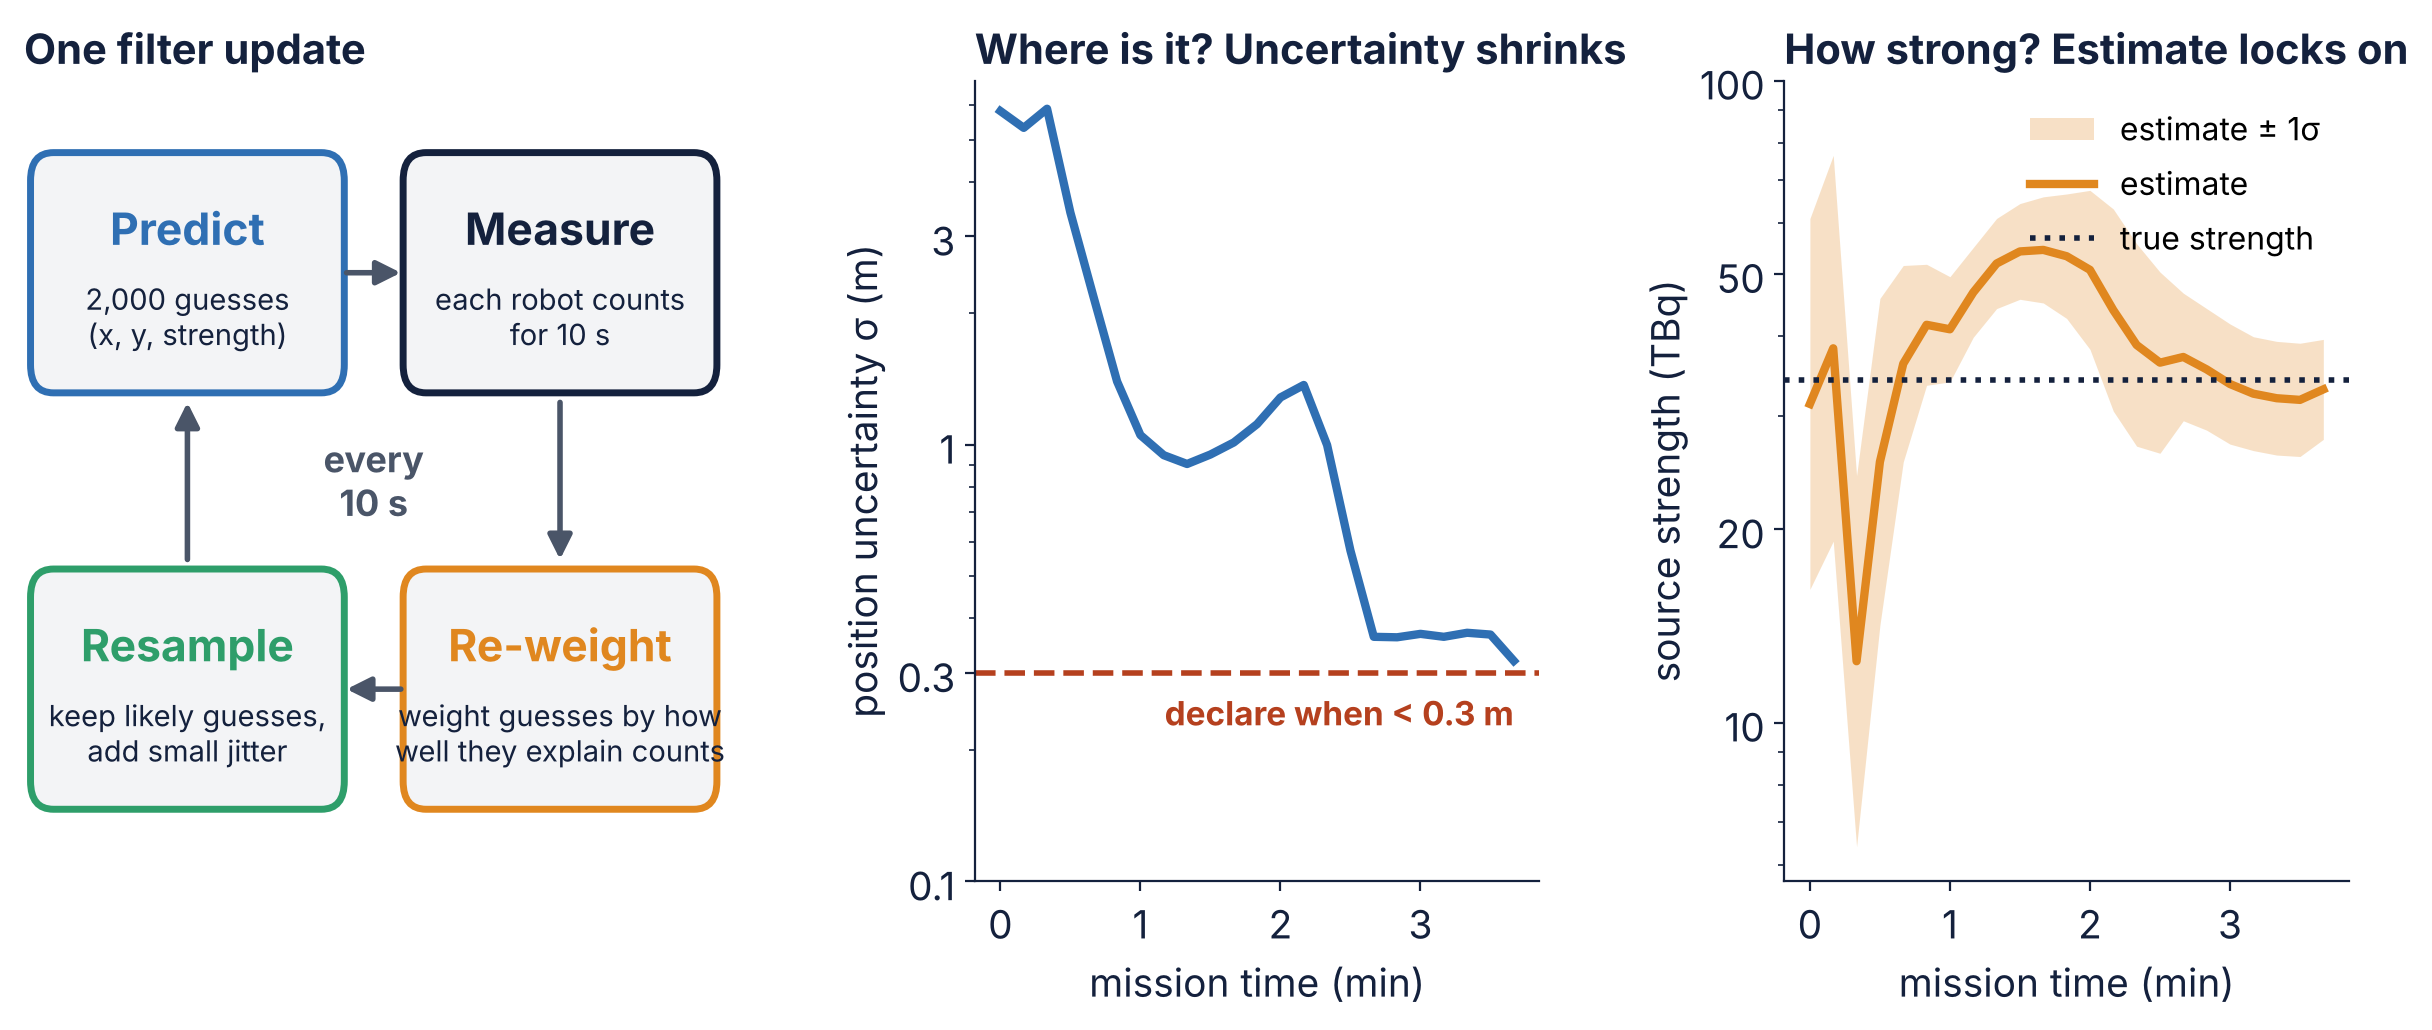 One filter update
Predict
2,000 guesses
(x, y, strength)
Measure
each robot counts
for 10 s
every
10 s
Resample
keep likely guesses,
add small jitter
Re-weight
weight guesses by how
well they explain counts
Where is it? Uncertainty shrinks
position uncertainty σ (m)
3
1
0.3
0.1
declare when < 0.3 m
0 1 2 3
mission time (min)
How strong? Estimate locks on
source strength (TBq)
100
50
20
10
estimate ± 1σ
estimate
true strength
0 1 2 3
mission time (min)